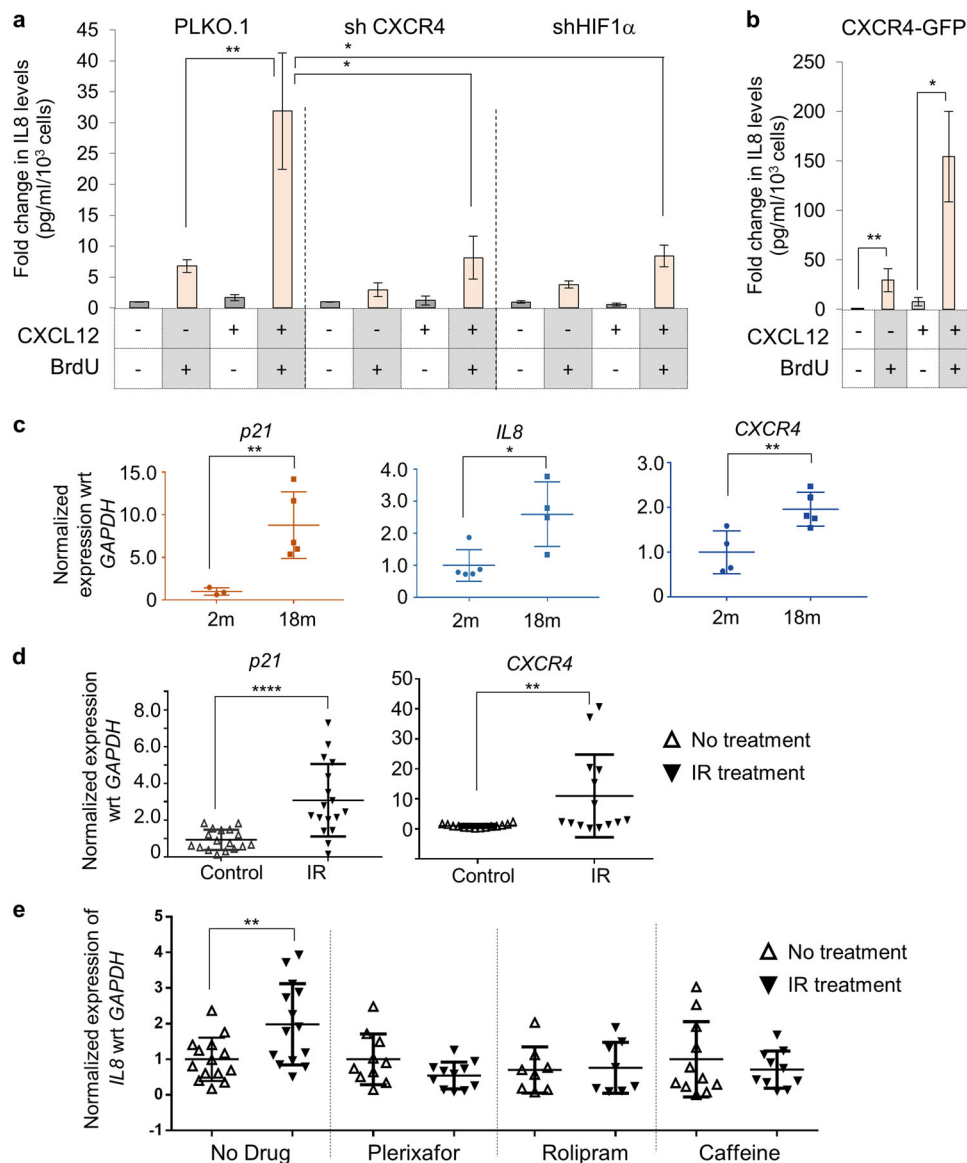 a
PLKO.1 sh CXCR4 shHIF1α
** * *
Fold change in IL8 levels
(pg/ml/10³ cells)
45
40
35
30
25
20
15
10
5
0
CXCL12 - - + + - - + + - - + +
BrdU - + - + - + - + - + - +
b
CXCR4-GFP
Fold change in IL8 levels
(pg/ml/10³ cells)
250
200
150
100
50
0
** *
CXCL12 - - + +
BrdU - + - +
c
Normalized
expression wrt
GAPDH
p21
**
15.0
10.0
5.0
0
2m 18m
IL8
*
4.0
3.0
2.0
1.0
0
2m 18m
CXCR4
**
3.0
2.0
1.0
0
2m 18m
d
Normalized expression
wrt GAPDH
p21
****
8.0
6.0
4.0
2.0
0
Control IR
CXCR4
**
50
40
30
20
10
0
Control IR
No treatment
IR treatment
e
Normalized expression of
IL8 wrt GAPDH
**
5
4
3
2
1
0
-1
No Drug Plerixafor Rolipram Caffeine
No treatment
IR treatment